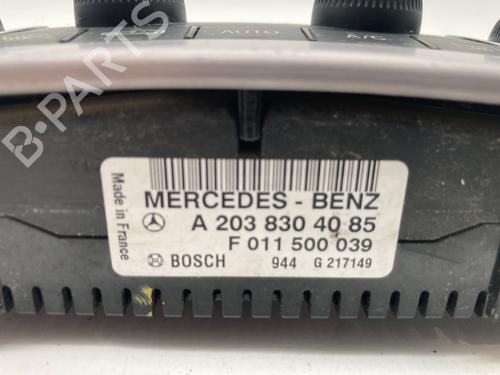 AUTO
A/C
Made in France
MERCEDES - BENZ
A 203 830 40 85
F 011 500 039
BOSCH 944 G 217149
B-PARTS